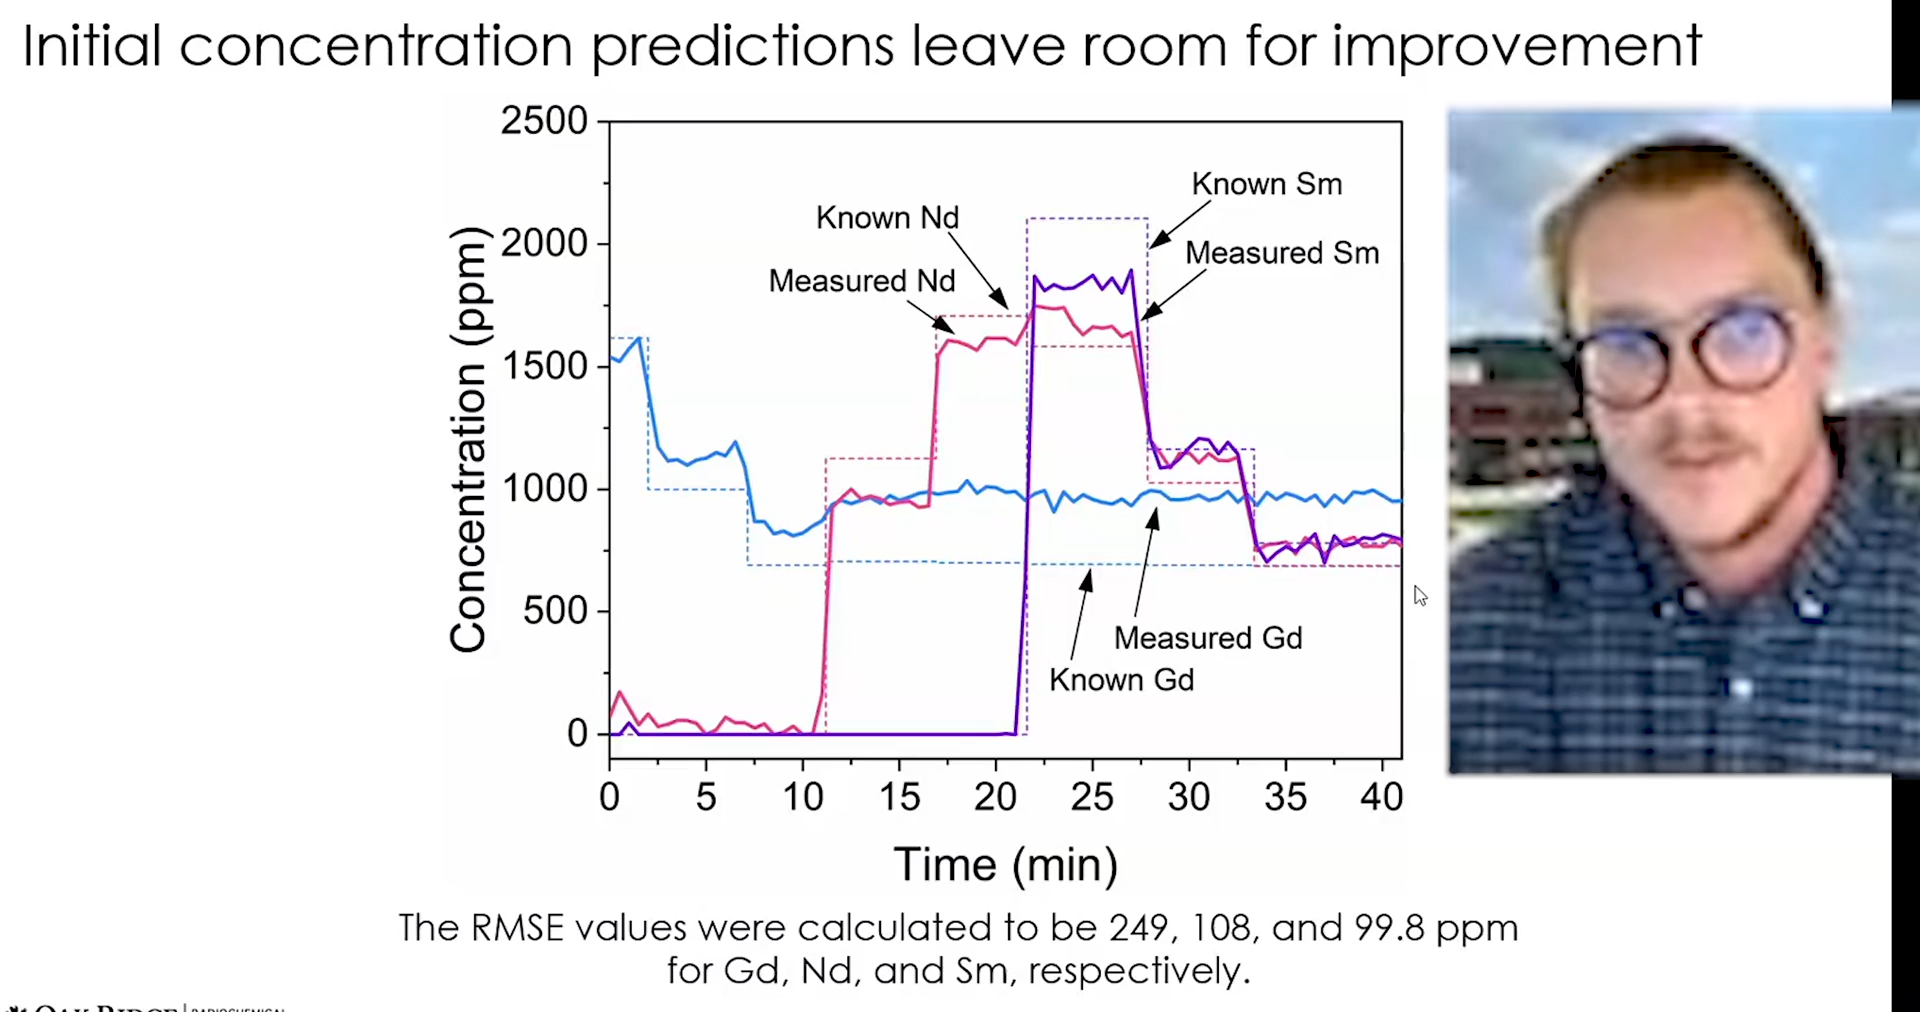 Initial concentration predictions leave room for improvement
2500
2000
1500
1000
500
0
Concentration (ppm)
Known Nd
Measured Nd
Known Sm
Measured Sm
Measured Gd
Known Gd
0 5 10 15 20 25 30 35 40
Time (min)
The RMSE values were calculated to be 249, 108, and 99.8 ppm
for Gd, Nd, and Sm, respectively.
OAK RIDGE | RADIOCHEMICAL